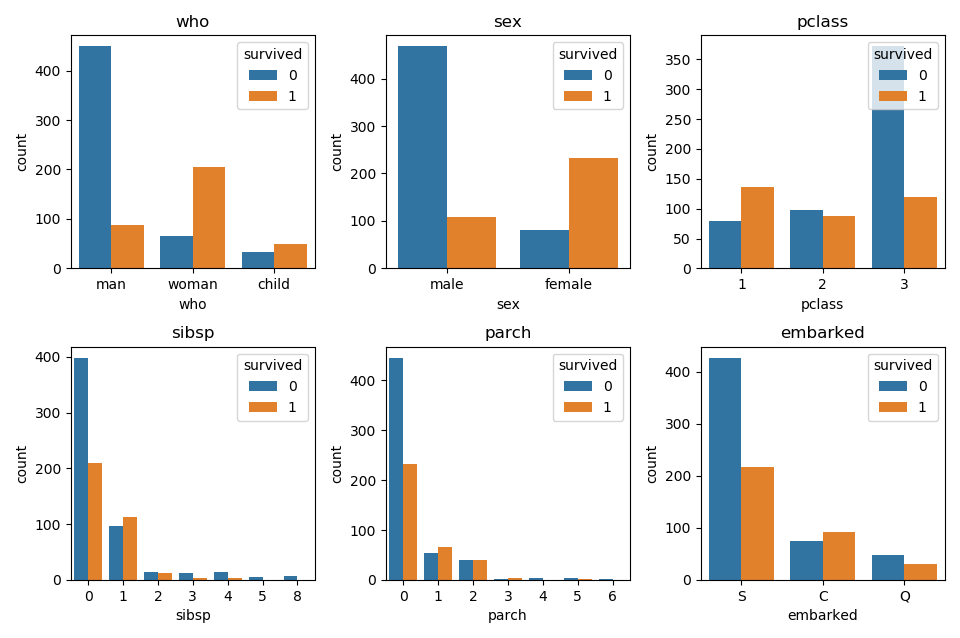 who
survived
0
1
count
400
300
200
100
0
man woman child
who
sex
survived
0
1
count
400
300
200
100
0
male female
sex
pclass
survived
0
1
count
350
300
250
200
150
100
50
0
1 2 3
pclass
sibsp
survived
0
1
count
400
300
200
100
0
0 1 2 3 4 5 8
sibsp
parch
survived
0
1
count
400
300
200
100
0
0 1 2 3 4 5 6
parch
embarked
survived
0
1
count
400
300
200
100
0
S C Q
embarked